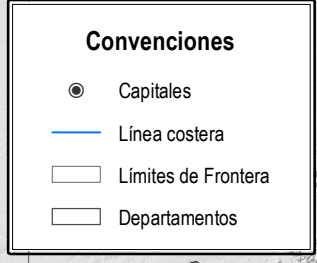 Convenciones
Capitales
Línea costera
Límites de Frontera
Departamentos